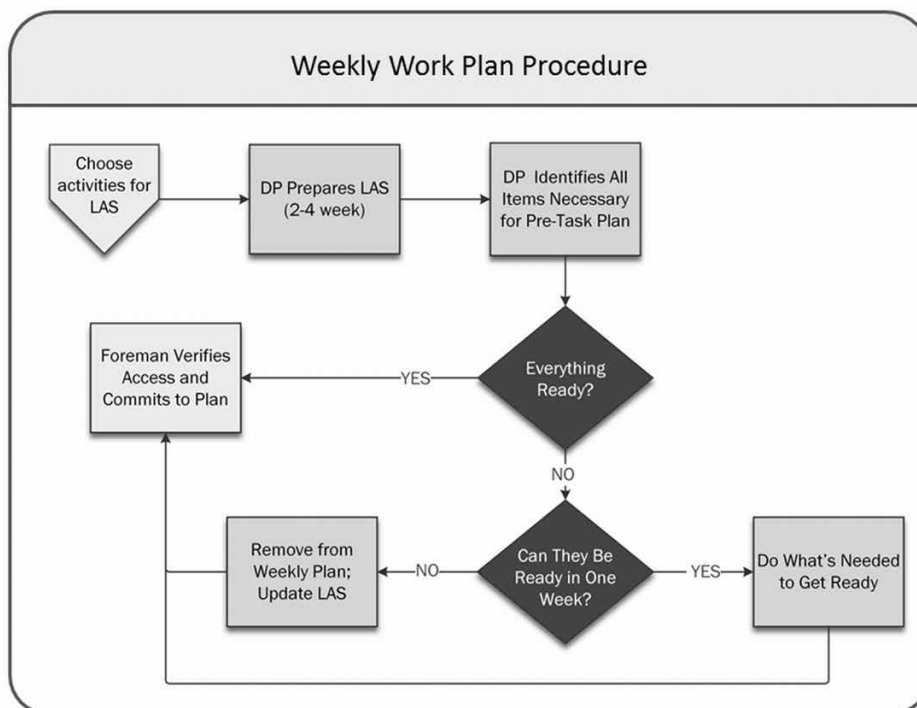 Weekly Work Plan Procedure
Choose
activities for
LAS
DP Prepares LAS
(2-4 week)
DP Identifies All
Items Necessary
for Pre-Task Plan
Everything
Ready?
YES
Foreman Verifies
Access and
Commits to Plan
NO
Can They Be
Ready in One
Week?
NO
Remove from
Weekly Plan;
Update LAS
YES
Do What's Needed
to Get Ready